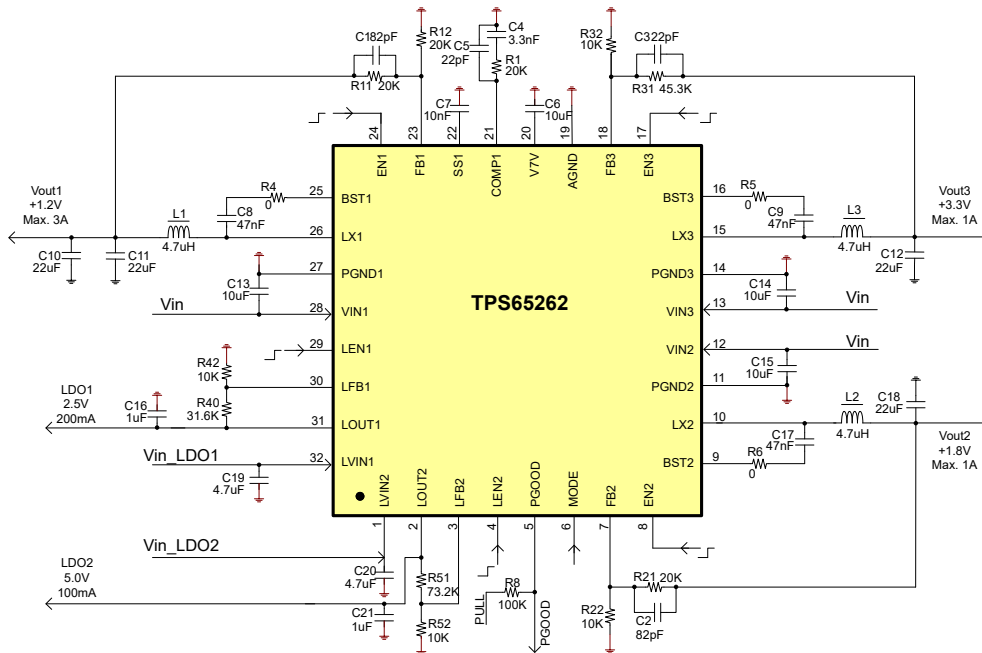 C182pF
R11 20K
R12
20K
C4
3.3nF
C5
22pF
R1
20K
R32
10K
C322pF
R31 45.3K
C7
10nF
C6
10uF
24
23
22
21
20
19
18
17
EN1
FB1
SS1
COMP1
V7V
AGND
FB3
EN3
Vout1
+1.2V
Max. 3A
L1
4.7uH
R4
0
C8
47nF
C10
22uF
C11
22uF
25
BST1
26
LX1
27
PGND1
28
VIN1
29
LEN1
30
LFB1
31
LOUT1
32
LVIN1
C13
10uF
Vin
R42
10K
R40
31.6K
LDO1
2.5V
200mA
C16
1uF
Vin_LDO1
C19
4.7uF
TPS65262
BST3
16
LX3
15
PGND3
14
VIN3
13
VIN2
12
PGND2
11
LX2
10
BST2
9
R5
0
C9
47nF
L3
4.7uH
Vout3
+3.3V
Max. 1A
C12
22uF
C14
10uF
Vin
Vin
C15
10uF
L2
4.7uH
C18
22uF
C17
47nF
R6
0
Vout2
+1.8V
Max. 1A
LVIN2
LOUT2
LFB2
LEN2
PGOOD
MODE
FB2
EN2
1
2
3
4
5
6
7
8
Vin_LDO2
LDO2
5.0V
100mA
C20
4.7uF
C21
1uF
R51
73.2K
R52
10K
R8
100K
PULL
PGOOD
R21 20K
R22
10K
C2
82pF